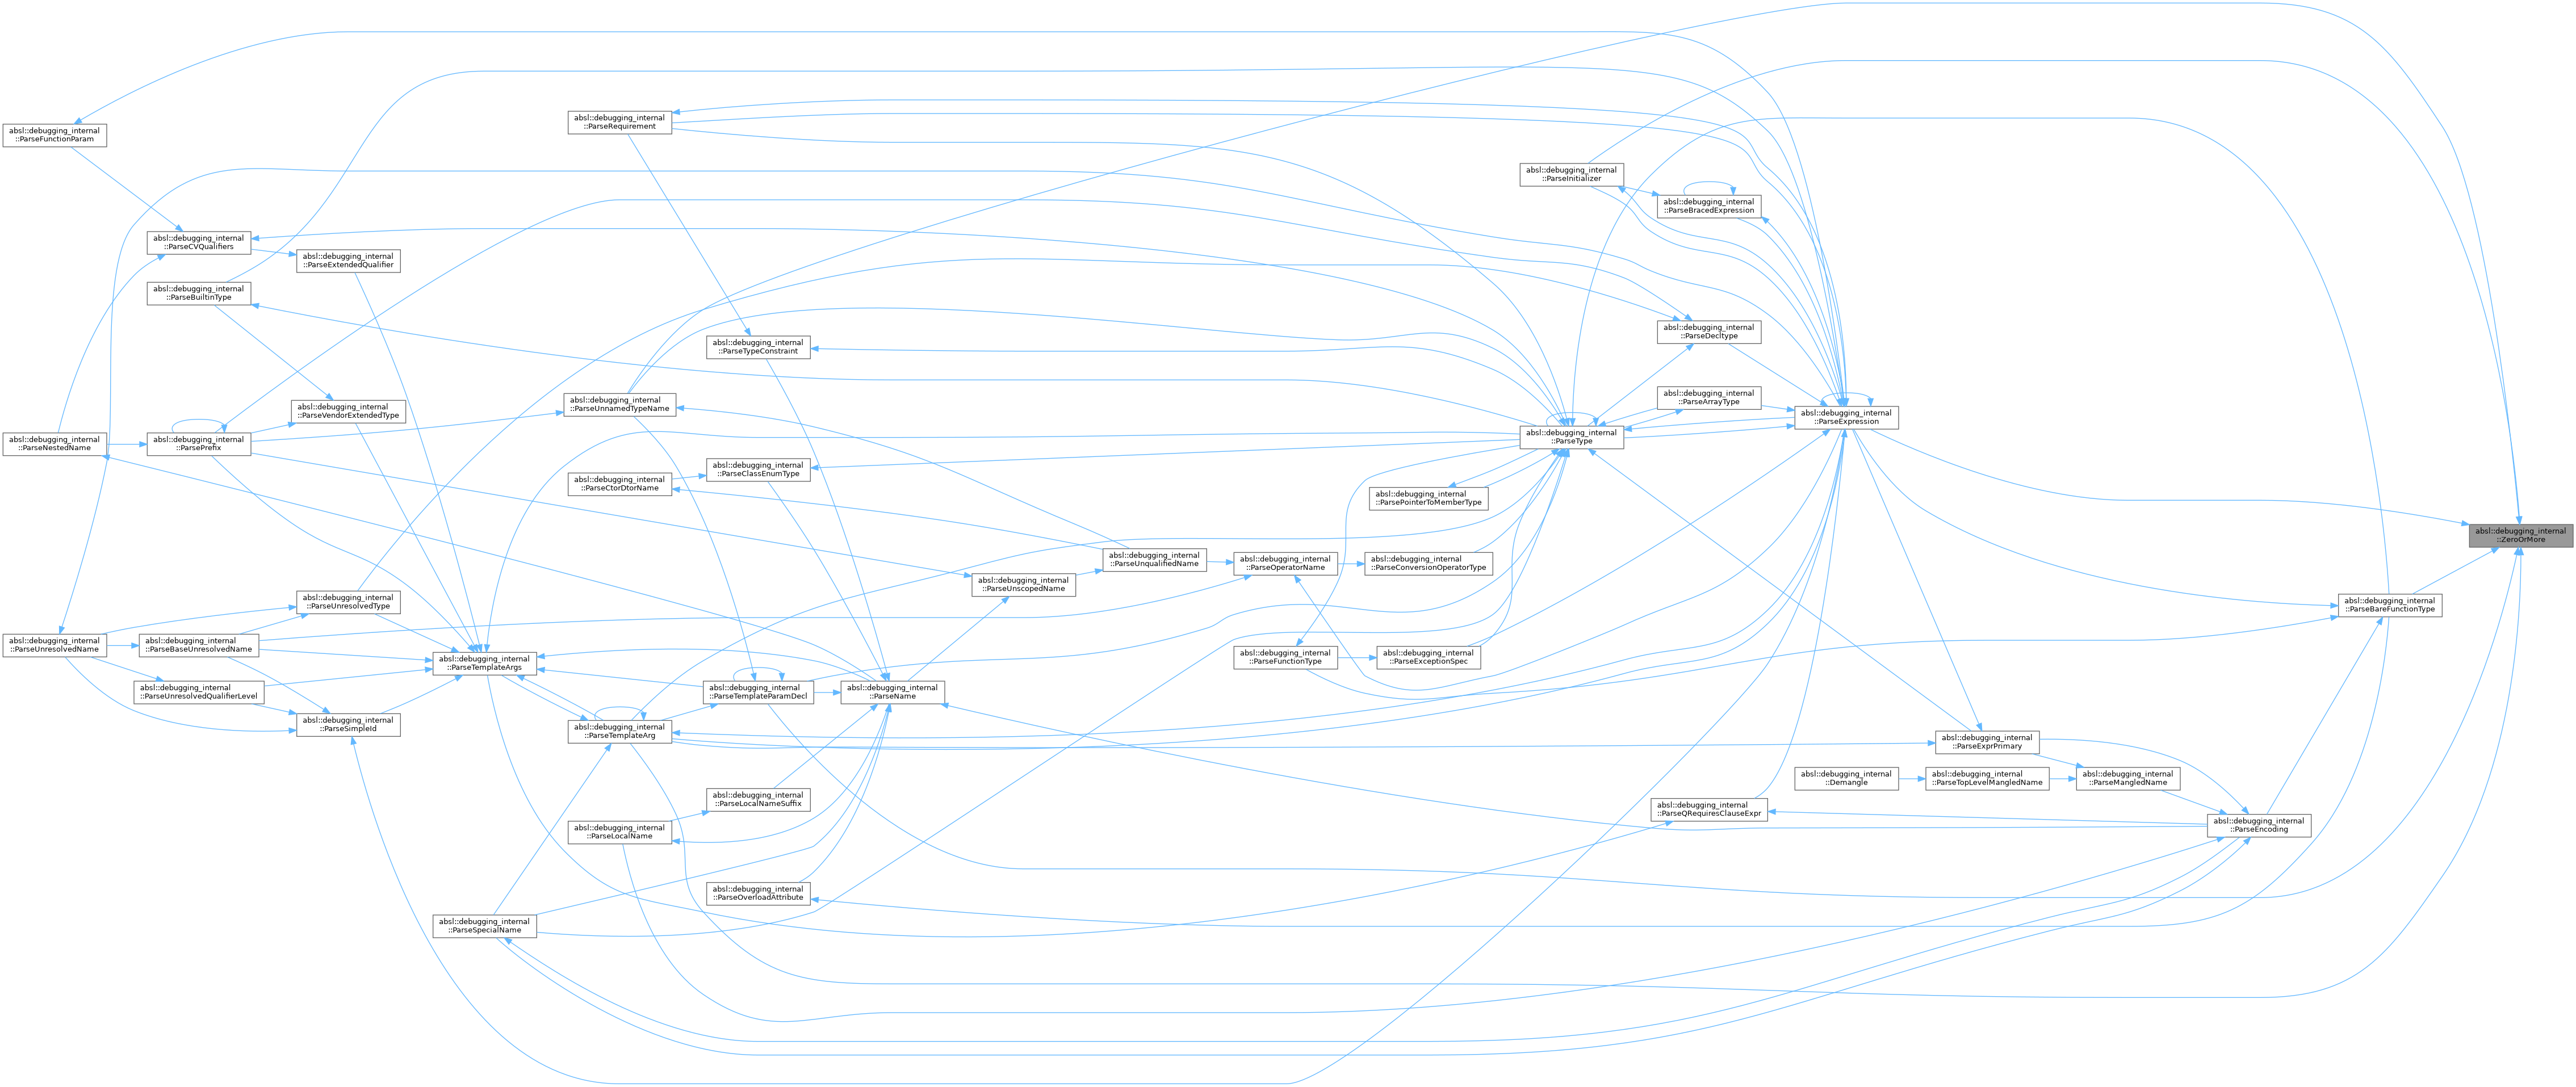 absl::debugging_internal
::ParseFunctionParam
absl::debugging_internal
::ParseNestedName
absl::debugging_internal
::ParseUnresolvedName
absl::debugging_internal
::ParseCVQualifiers
absl::debugging_internal
::ParseBuiltinType
absl::debugging_internal
::ParsePrefix
absl::debugging_internal
::ParseBaseUnresolvedName
absl::debugging_internal
::ParseUnresolvedQualifierLevel
absl::debugging_internal
::ParseExtendedQualifier
absl::debugging_internal
::ParseVendorExtendedType
absl::debugging_internal
::ParseUnresolvedType
absl::debugging_internal
::ParseSimpleId
absl::debugging_internal
::ParseTemplateArgs
absl::debugging_internal
::ParseSpecialName
absl::debugging_internal
::ParseRequirement
absl::debugging_internal
::ParseUnnamedTypeName
absl::debugging_internal
::ParseCtorDtorName
absl::debugging_internal
::ParseTemplateArg
absl::debugging_internal
::ParseLocalName
absl::debugging_internal
::ParseTypeConstraint
absl::debugging_internal
::ParseClassEnumType
absl::debugging_internal
::ParseTemplateParamDecl
absl::debugging_internal
::ParseLocalNameSuffix
absl::debugging_internal
::ParseOverloadAttribute
absl::debugging_internal
::ParseName
absl::debugging_internal
::ParseUnscopedName
absl::debugging_internal
::ParseUnqualifiedName
absl::debugging_internal
::ParseOperatorName
absl::debugging_internal
::ParseFunctionType
absl::debugging_internal
::ParsePointerToMemberType
absl::debugging_internal
::ParseConversionOperatorType
absl::debugging_internal
::ParseExceptionSpec
absl::debugging_internal
::ParseInitializer
absl::debugging_internal
::ParseType
absl::debugging_internal
::ParseBracedExpression
absl::debugging_internal
::ParseDecltype
absl::debugging_internal
::ParseArrayType
absl::debugging_internal
::ParseQRequiresClauseExpr
absl::debugging_internal
::ParseExpression
absl::debugging_internal
::Demangle
absl::debugging_internal
::ParseExprPrimary
absl::debugging_internal
::ParseTopLevelMangledName
absl::debugging_internal
::ParseMangledName
absl::debugging_internal
::ParseEncoding
absl::debugging_internal
::ParseBareFunctionType
absl::debugging_internal
::ZeroOrMore